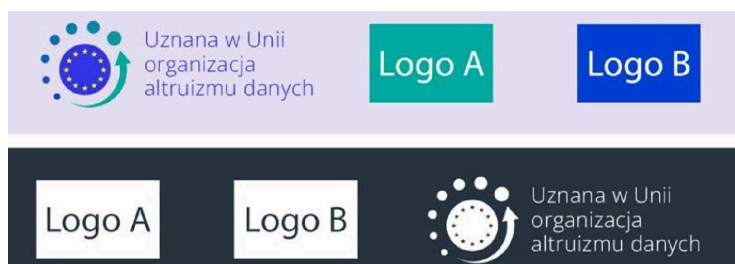 Uznana w Unii
organizacja
altruizmu danych
Logo A
Logo B
Logo A
Logo B
Uznana w Unii
organizacja
altruizmu danych